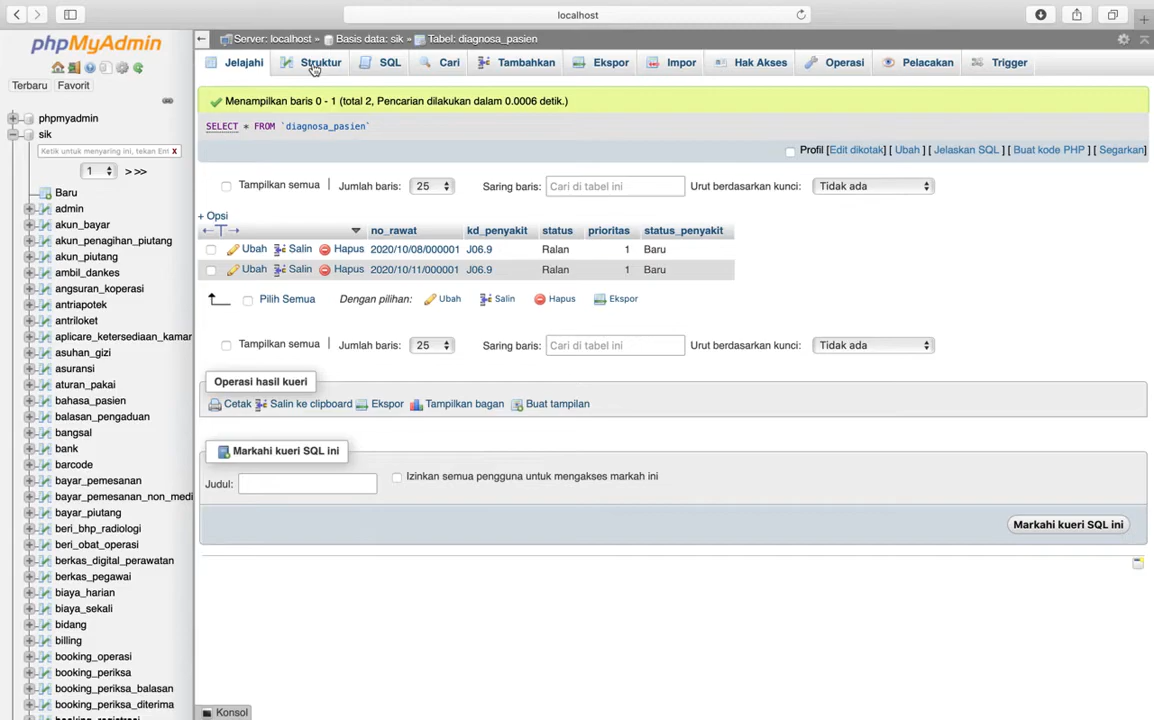 localhost
phpMyAdmin
Terbaru Favorit
phpmyadmin
sik
Ketik untuk menyaring ini, tekan Ent X
1 > >>
Baru
admin
akun_bayar
akun_penagihan_piutang
akun_piutang
ambil_dankes
angsuran_koperasi
antriapotek
antriloket
aplicare_ketersediaan_kamar
asuhan_gizi
asuransi
aturan_pakai
bahasa_pasien
balasan_pengaduan
bangsal
bank
barcode
bayar_pemesanan
bayar_pemesanan_non_medi
bayar_piutang
beri_bhp_radiologi
beri_obat_operasi
berkas_digital_perawatan
berkas_pegawai
biaya_harian
biaya_sekali
bidang
billing
booking_operasi
booking_periksa
booking_periksa_balasan
booking_periksa_diterima
Server: localhost » Basis data: sik » Tabel: diagnosa_pasien
Jelajahi Struktur SQL Cari Tambahkan Ekspor Impor Hak Akses Operasi Pelacakan Trigger
Menampilkan baris 0 - 1 (total 2, Pencarian dilakukan dalam 0.0006 detik.)
SELECT * FROM `diagnosa_pasien`
Profil [Edit dikotak] [ Ubah ] [ Jelaskan SQL ] [ Buat kode PHP ] [ Segarkan]
Tampilkan semua | Jumlah baris: 25 Saring baris: Cari di tabel ini Urut berdasarkan kunci: Tidak ada
+ Opsi
←T→ no_rawat kd_penyakit status prioritas status_penyakit
Ubah Salin Hapus 2020/10/08/000001 J06.9 Ralan 1 Baru
Ubah Salin Hapus 2020/10/11/000001 J06.9 Ralan 1 Baru
Pilih Semua Dengan pilihan: Ubah Salin Hapus Ekspor
Tampilkan semua | Jumlah baris: 25 Saring baris: Cari di tabel ini Urut berdasarkan kunci: Tidak ada
Operasi hasil kueri
Cetak Salin ke clipboard Ekspor Tampilkan bagan Buat tampilan
Markahi kueri SQL ini
Judul: Izinkan semua pengguna untuk mengakses markah ini
Markahi kueri SQL ini
Konsol